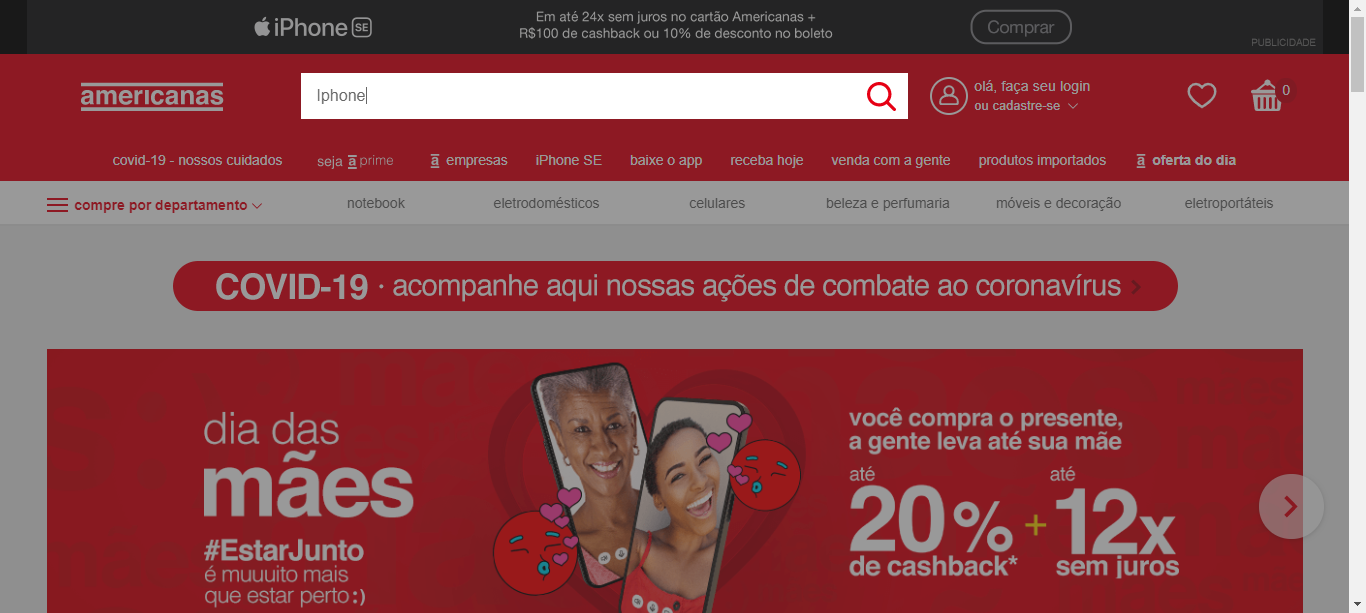 iPhone SE
Em até 24x sem juros no cartão Americanas +
R$100 de cashback ou 10% de desconto no boleto
Comprar
PUBLICIDADE
americanas
Iphone
olá, faça seu login
ou cadastre-se
0
covid-19 - nossos cuidados
seja a prime
a empresas
iPhone SE
baixe o app
receba hoje
venda com a gente
produtos importados
a oferta do dia
compre por departamento
notebook
eletrodomésticos
celulares
beleza e perfumaria
móveis e decoração
eletroportáteis
COVID-19 · acompanhe aqui nossas ações de combate ao coronavírus
dia das
mães
#EstarJunto
é muuuito mais
que estar perto:)
você compra o presente,
a gente leva até sua mãe
até
20%
de cashback*
+
até
12x
sem juros